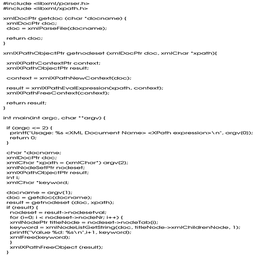 #include <libxml/parser.h>
#include <libxml/xpath.h>
xmlDocPtr getdoc (char *docname) {
xmlDocPtr doc;
doc = xmlParseFile(docname);
return doc;
}
xmlXPathObjectPtr getnodeset (xmlDocPtr doc, xmlChar *xpath){
xmlXPathContextPtr context;
xmlXPathObjectPtr result;
context = xmlXPathNewContext(doc);
result = xmlXPathEvalExpression(xpath, context);
xmlXPathFreeContext(context);
return result;
}
int main(int argc, char **argv) {
if (argc <= 2) {
printf("Usage: %s <XML Document Name> <XPath expression>\n", argv[0]);
return 0;
}
char *docname;
xmlDocPtr doc;
xmlChar *xpath = (xmlChar*) argv[2];
xmlNodeSetPtr nodeset;
xmlXPathObjectPtr result;
int i;
xmlChar *keyword;
docname = argv[1];
doc = getdoc(docname);
result = getnodeset (doc, xpath);
if (result) {
nodeset = result->nodesetval;
for (i=0; i < nodeset->nodeNr; i++) {
xmlNodePtr titleNode = nodeset->nodeTab[i];
keyword = xmlNodeListGetString(doc, titleNode->xmlChildrenNode, 1);
printf("Value %d: %s\n",i+1, keyword);
xmlFree(keyword);
}
xmlXPathFreeObject (result);
}